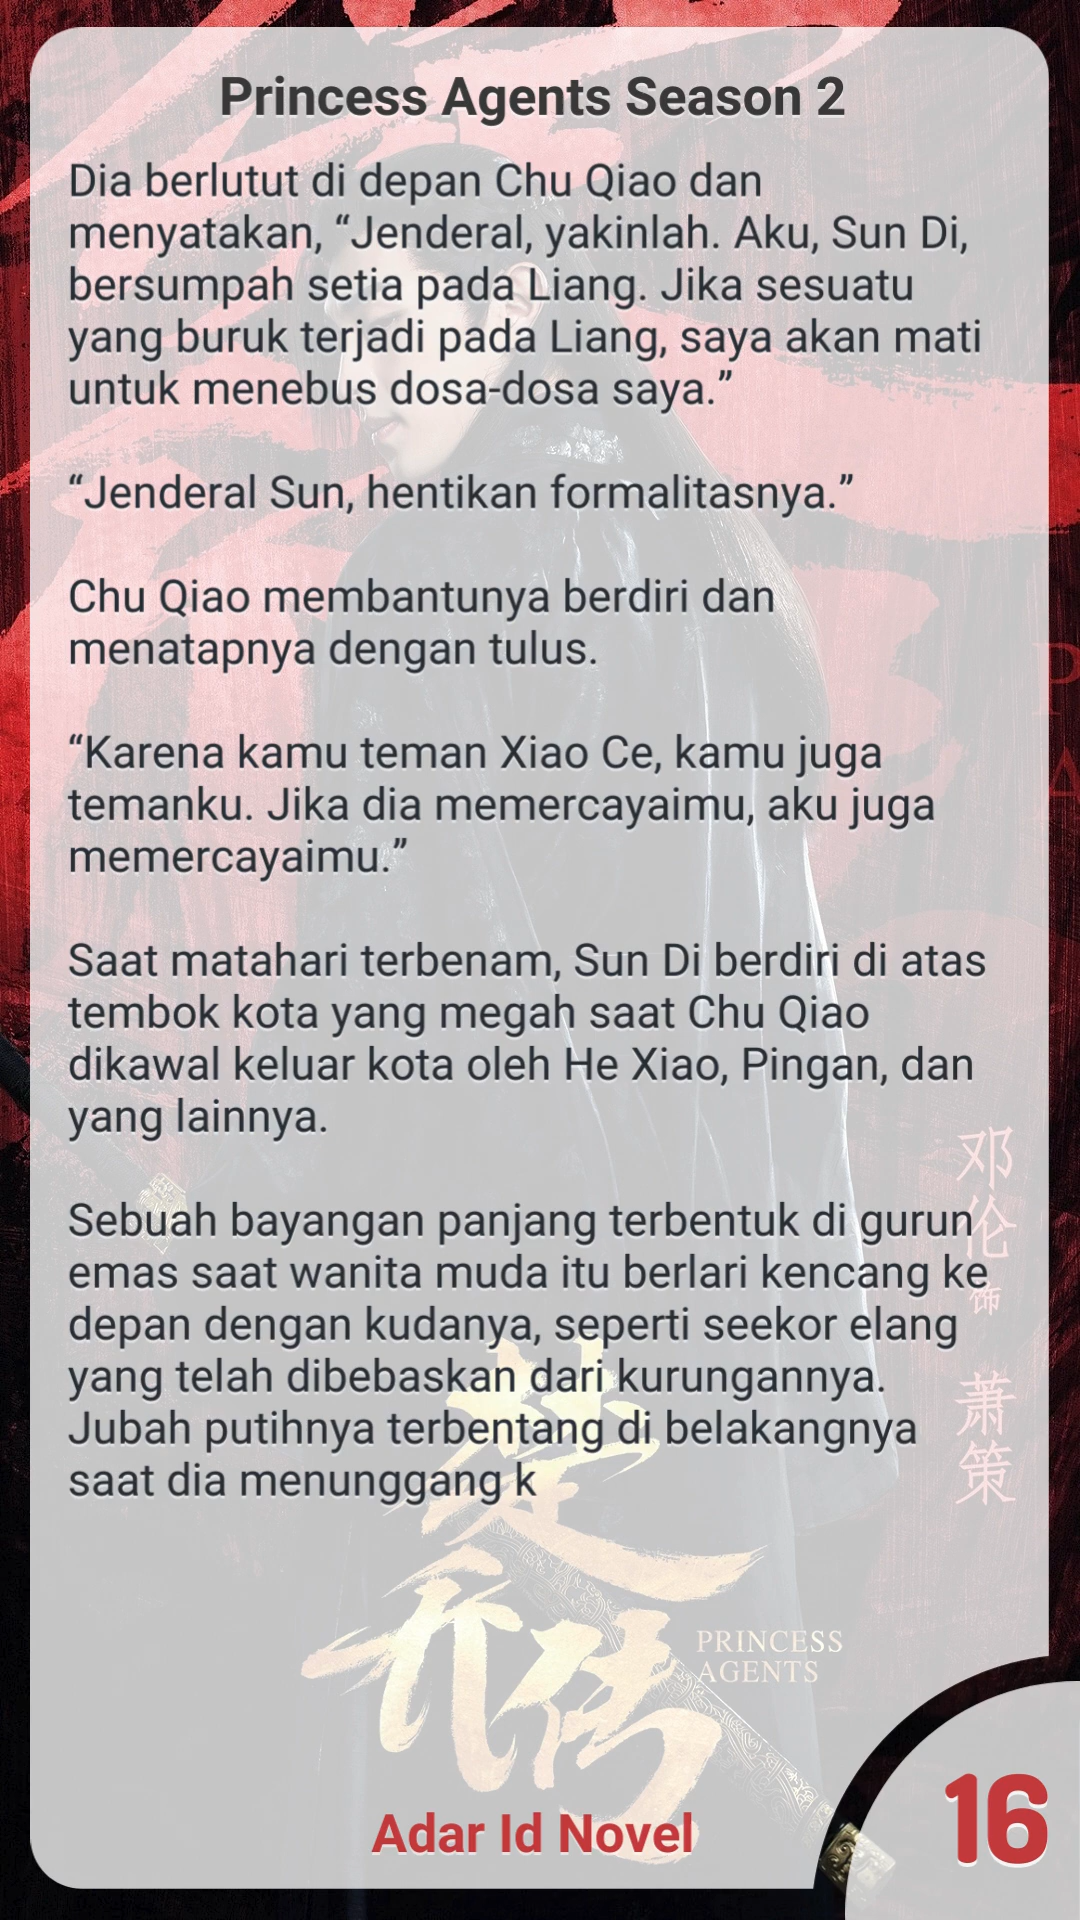 Princess Agents Season 2
Dia berlutut di depan Chu Qiao dan
menyatakan, “Jenderal, yakinlah. Aku, Sun Di,
bersumpah setia pada Liang. Jika sesuatu
yang buruk terjadi pada Liang, saya akan mati
untuk menebus dosa-dosa saya.”
“Jenderal Sun, hentikan formalitasnya.”
Chu Qiao membantunya berdiri dan
menatapnya dengan tulus.
“Karena kamu teman Xiao Ce, kamu juga
temanku. Jika dia memercayaimu, aku juga
memercayaimu.”
Saat matahari terbenam, Sun Di berdiri di atas
tembok kota yang megah saat Chu Qiao
dikawal keluar kota oleh He Xiao, Pingan, dan
yang lainnya.
Sebuah bayangan panjang terbentuk di gurun
emas saat wanita muda itu berlari kencang ke
depan dengan kudanya, seperti seekor elang
yang telah dibebaskan dari kurungannya.
Jubah putihnya terbentang di belakangnya
saat dia menunggang k
邓伦 饰 萧策
楚乔传
PRINCESS
AGENTS
Adar Id Novel
16